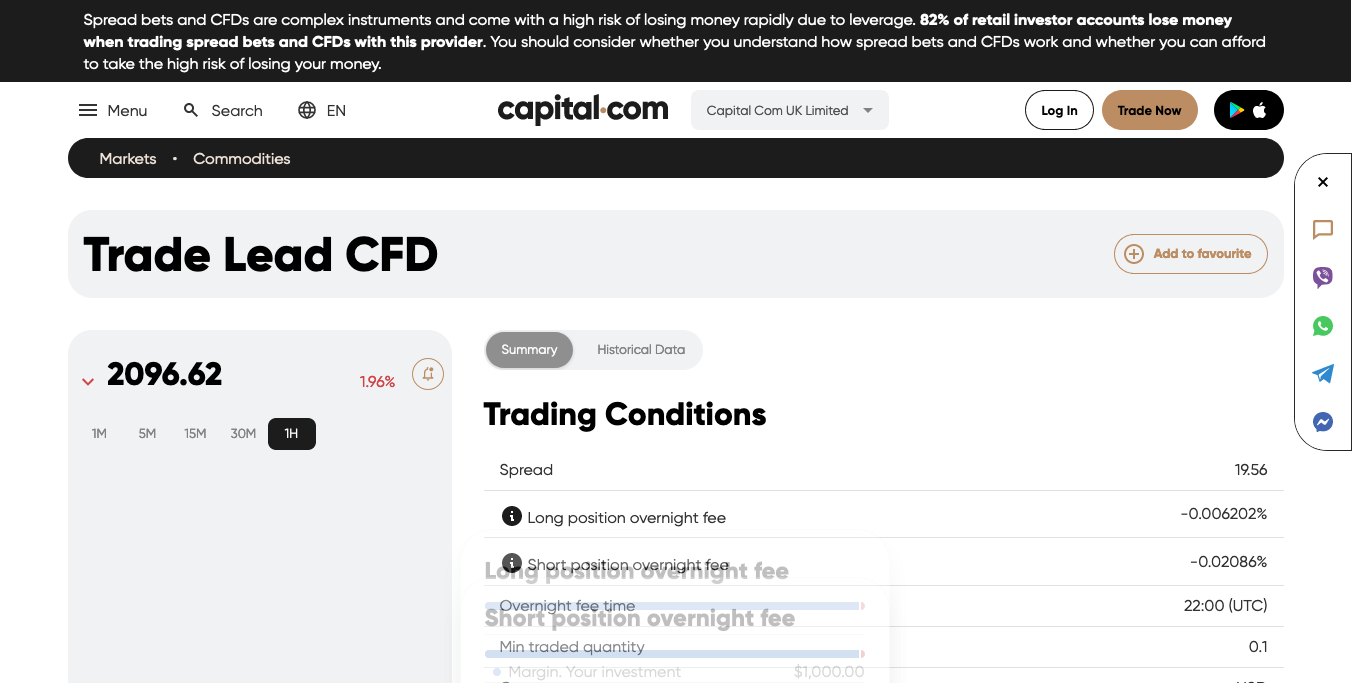 Spread bets and CFDs are complex instruments and come with a high risk of losing money rapidly due to leverage. 82% of retail investor accounts lose money
when trading spread bets and CFDs with this provider. You should consider whether you understand how spread bets and CFDs work and whether you can afford
to take the high risk of losing your money.
Menu Search EN capital.com Capital Com UK Limited Log In Trade Now
Markets • Commodities
Trade Lead CFD
Add to favourite
2096.62 1.96%
1M 5M 15M 30M 1H
Summary Historical Data
Trading Conditions
Spread 19.56
Long position overnight fee -0.006202%
Short position overnight fee -0.02086%
Long position overnight fee
Overnight fee time 22:00 (UTC)
Short position overnight fee
Min traded quantity 0.1
Margin. Your investment $1,000.00